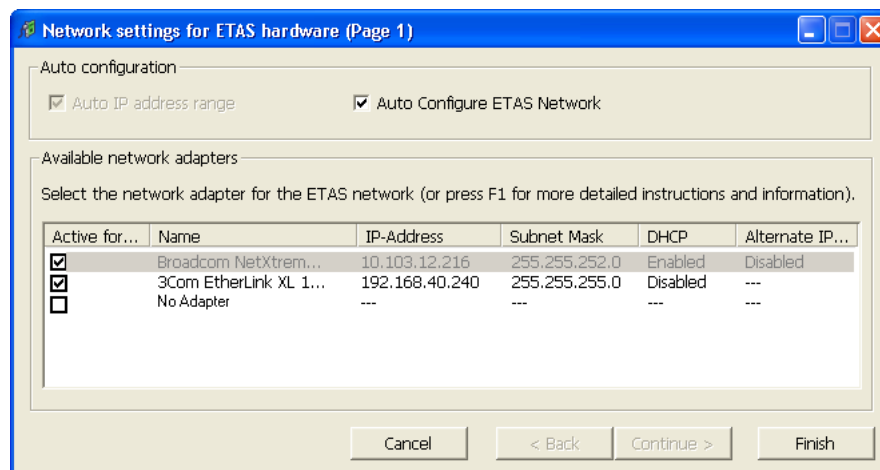 Network settings for ETAS hardware (Page 1)
Auto configuration
Auto IP address range Auto Configure ETAS Network
Available network adapters
Select the network adapter for the ETAS network (or press F1 for more detailed instructions and information).
Active for... Name IP-Address Subnet Mask DHCP Alternate IP...
Broadcom NetXtrem... 10.103.12.216 255.255.252.0 Enabled Disabled
3Com EtherLink XL 1... 192.168.40.240 255.255.255.0 Disabled ---
No Adapter --- --- --- ---
Cancel < Back Continue > Finish